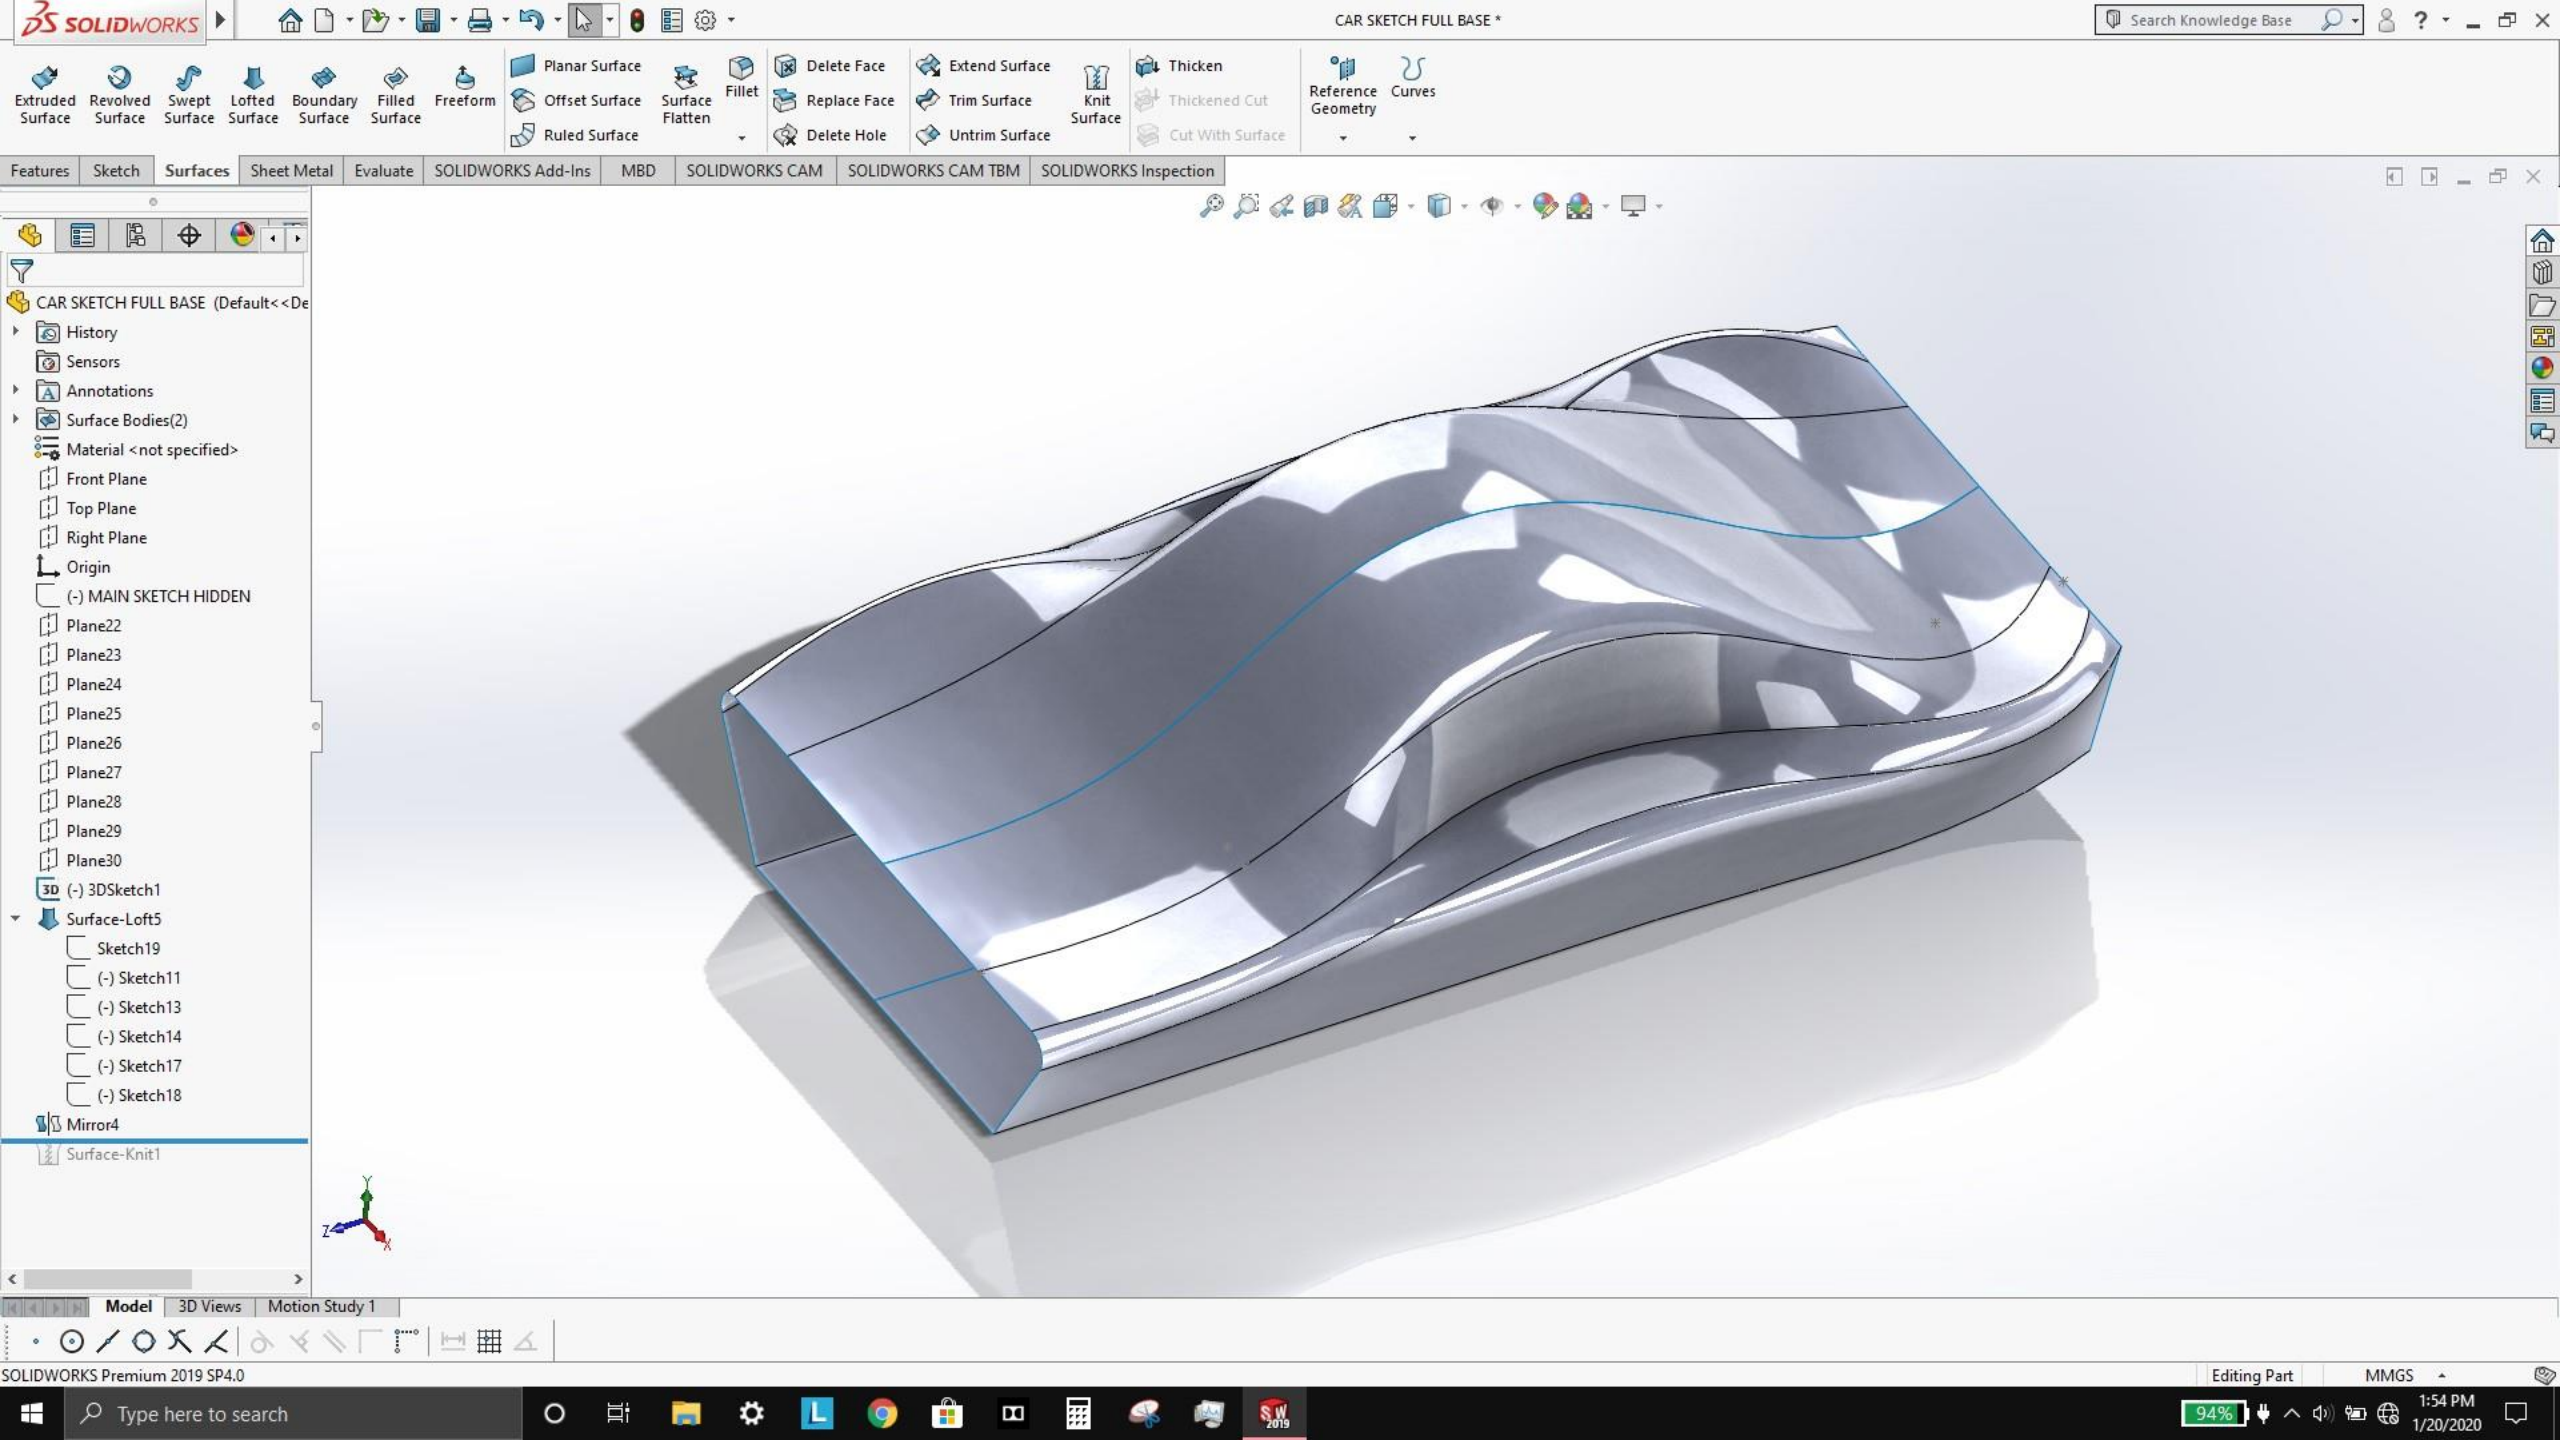 SOLIDWORKS
CAR SKETCH FULL BASE *
Search Knowledge Base
?
Extruded Surface
Revolved Surface
Swept Surface
Lofted Surface
Boundary Surface
Filled Surface
Freeform
Planar Surface
Offset Surface
Ruled Surface
Surface Flatten
Fillet
Delete Face
Replace Face
Delete Hole
Extend Surface
Trim Surface
Untrim Surface
Knit Surface
Thicken
Thickened Cut
Cut With Surface
Reference Geometry
Curves
Features Sketch Surfaces Sheet Metal Evaluate SOLIDWORKS Add-Ins MBD SOLIDWORKS CAM SOLIDWORKS CAM TBM SOLIDWORKS Inspection
CAR SKETCH FULL BASE (Default<<De
History
Sensors
A Annotations
Surface Bodies(2)
Material <not specified>
Front Plane
Top Plane
Right Plane
Origin
(-) MAIN SKETCH HIDDEN
Plane22
Plane23
Plane24
Plane25
Plane26
Plane27
Plane28
Plane29
Plane30
3D (-) 3DSketch1
Surface-Loft5
Sketch19
(-) Sketch11
(-) Sketch13
(-) Sketch14
(-) Sketch17
(-) Sketch18
Mirror4
Surface-Knit1
Y
Z
X
Model 3D Views Motion Study 1
SOLIDWORKS Premium 2019 SP4.0
Editing Part
MMGS
Type here to search
L
SW 2019
94%
1:54 PM
1/20/2020